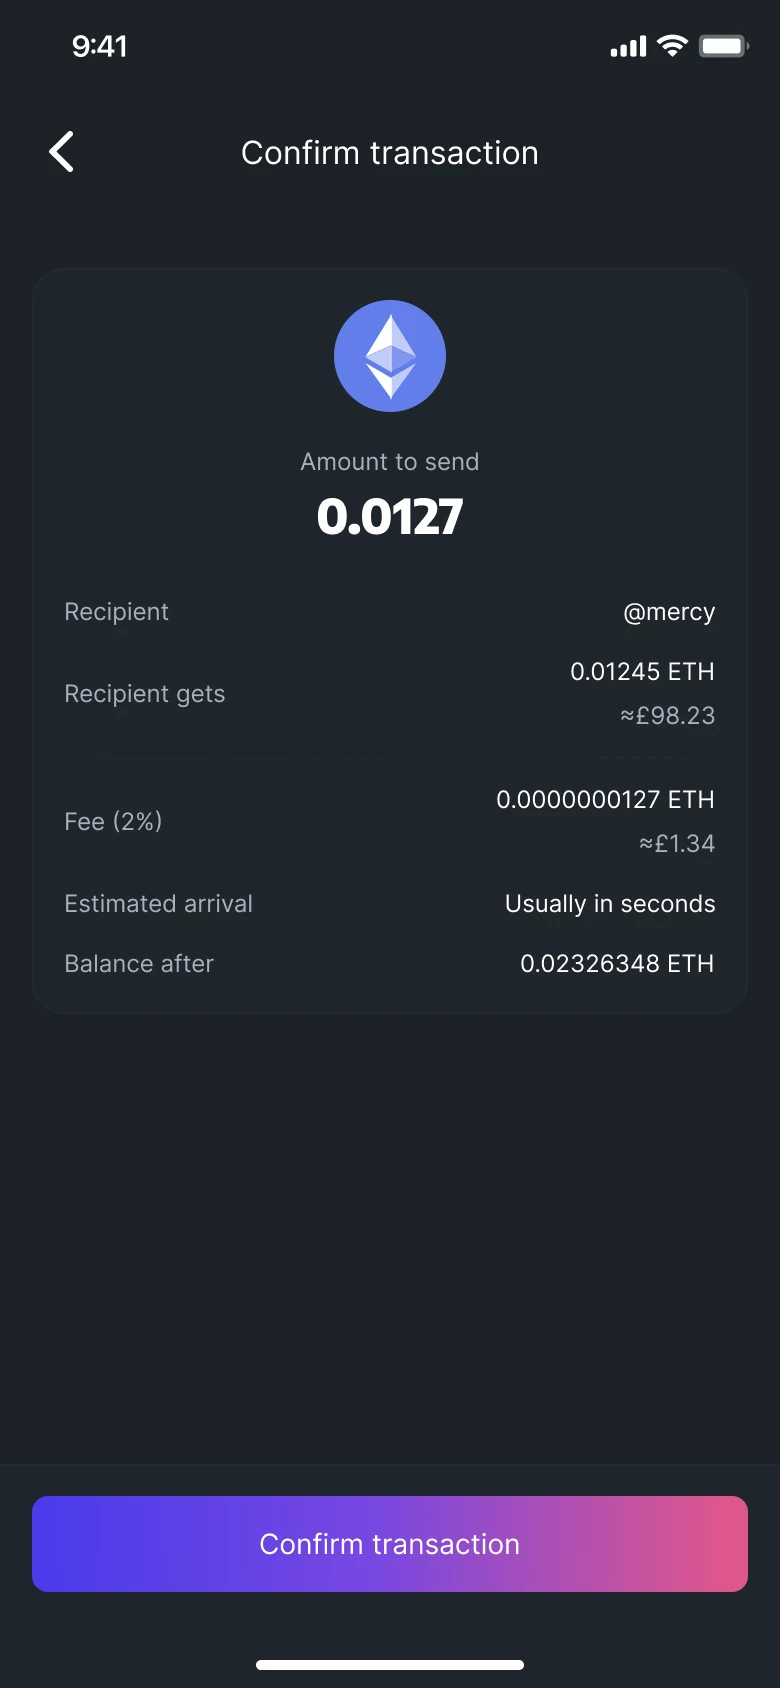 9:41
Confirm transaction
Amount to send
0.0127
Recipient
@mercy
Recipient gets
0.01245 ETH
≈£98.23
Fee (2%)
0.0000000127 ETH
≈£1.34
Estimated arrival
Usually in seconds
Balance after
0.02326348 ETH
Confirm transaction